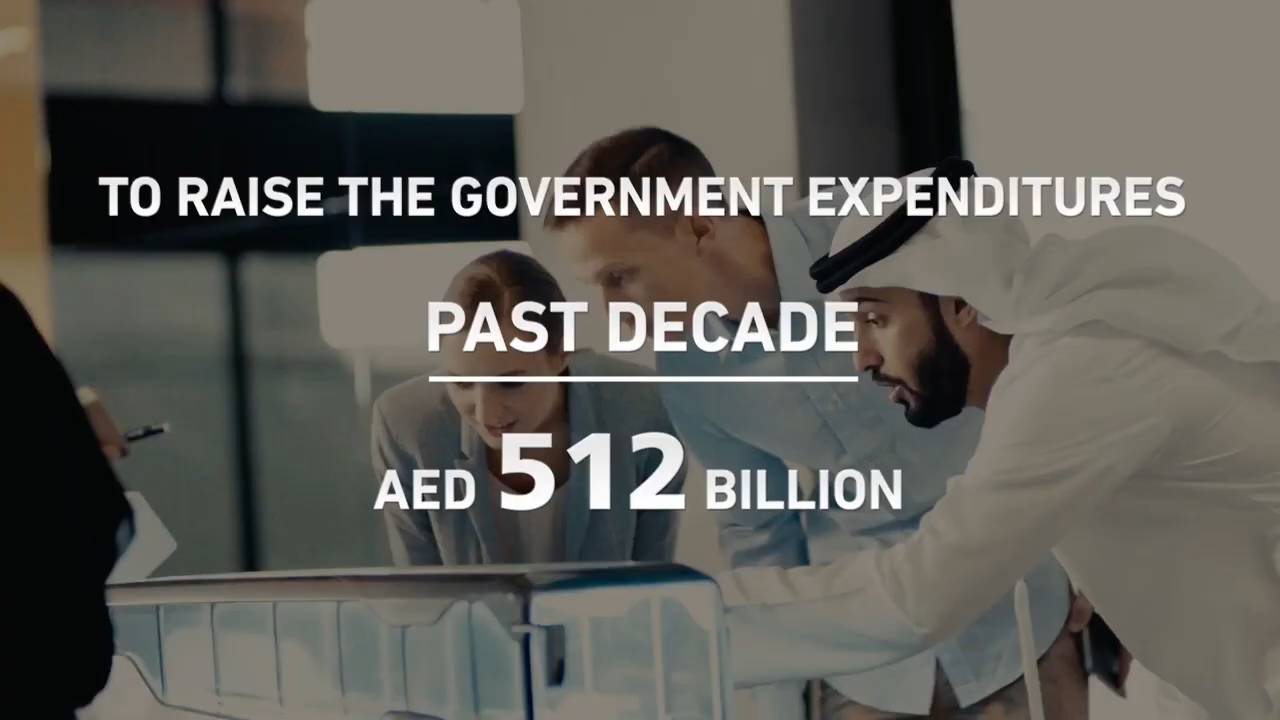 TO RAISE THE GOVERNMENT EXPENDITURES
PAST DECADE
AED 512 BILLION